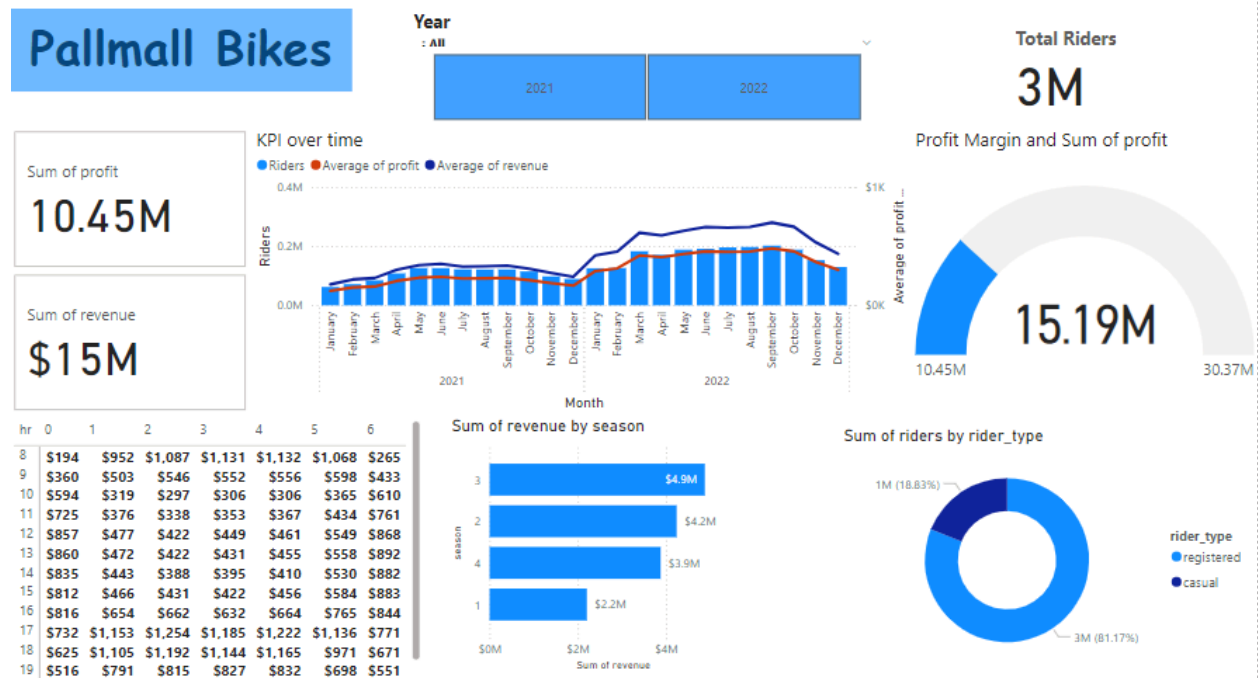 Pallmall Bikes
Year
: All
2021
2022
Total Riders
3M
Sum of profit
10.45M
Sum of revenue
$15M
KPI over time
Riders Average of profit Average of revenue
0.4M
0.2M
0.0M
Riders
$1K
$0K
Average of profit ...
January
February
March
April
May
June
July
August
September
October
November
December
January
February
March
April
May
June
July
August
September
October
November
December
2021
2022
Month
Profit Margin and Sum of profit
15.19M
10.45M
30.37M
hr 0 1 2 3 4 5 6
8 $194 $952 $1,087 $1,131 $1,132 $1,068 $265
9 $360 $503 $546 $552 $556 $598 $433
10 $594 $319 $297 $306 $306 $365 $610
11 $725 $376 $338 $353 $367 $434 $761
12 $857 $477 $422 $449 $461 $549 $868
13 $860 $472 $422 $431 $455 $558 $892
14 $835 $443 $388 $395 $410 $530 $882
15 $812 $466 $431 $422 $456 $584 $883
16 $816 $654 $662 $632 $664 $765 $844
17 $732 $1,153 $1,254 $1,185 $1,222 $1,136 $771
18 $625 $1,105 $1,192 $1,144 $1,165 $971 $671
19 $516 $791 $815 $827 $832 $698 $551
Sum of revenue by season
season
3 $4.9M
2 $4.2M
4 $3.9M
1 $2.2M
$0M $2M $4M
Sum of revenue
Sum of riders by rider_type
1M (18.83%)
3M (81.17%)
rider_type
registered
casual